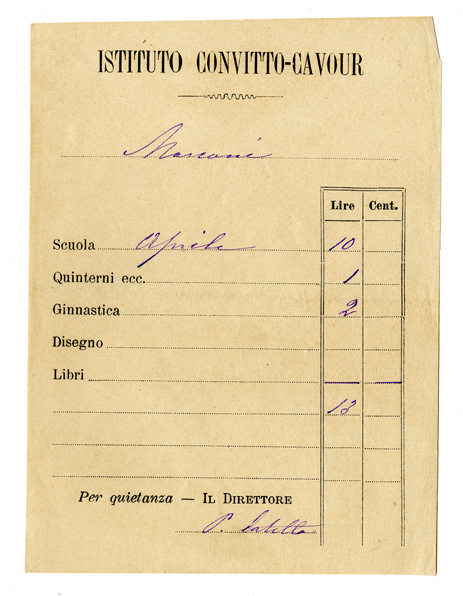 ISTITUTO CONVITTO-CAVOUR
Marconi
Lire Cent.
Scuola Aprile 10
Quinterni ecc. 1
Ginnastica 2
Disegno
Libri
13
Per quietanza — IL DIRETTORE
P.